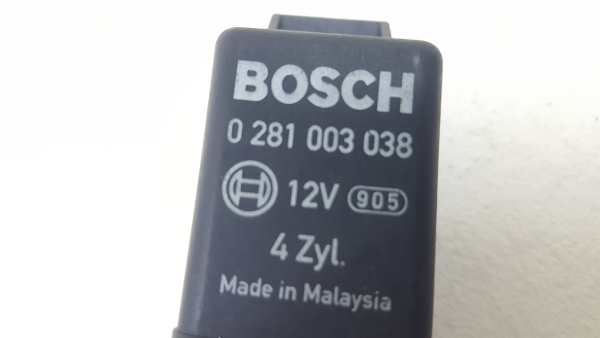 BOSCH
0 281 003 038
12V 905
4 Zyl.
Made in Malaysia